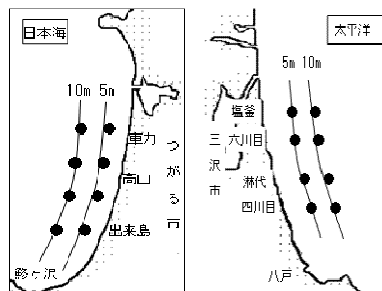 日本海
10m 5m
車力
高山
出来島
鰺ヶ沢
つがる市
太平洋
5m 10m
塩釜
六川目
淋代
四川目
三沢市
八戸